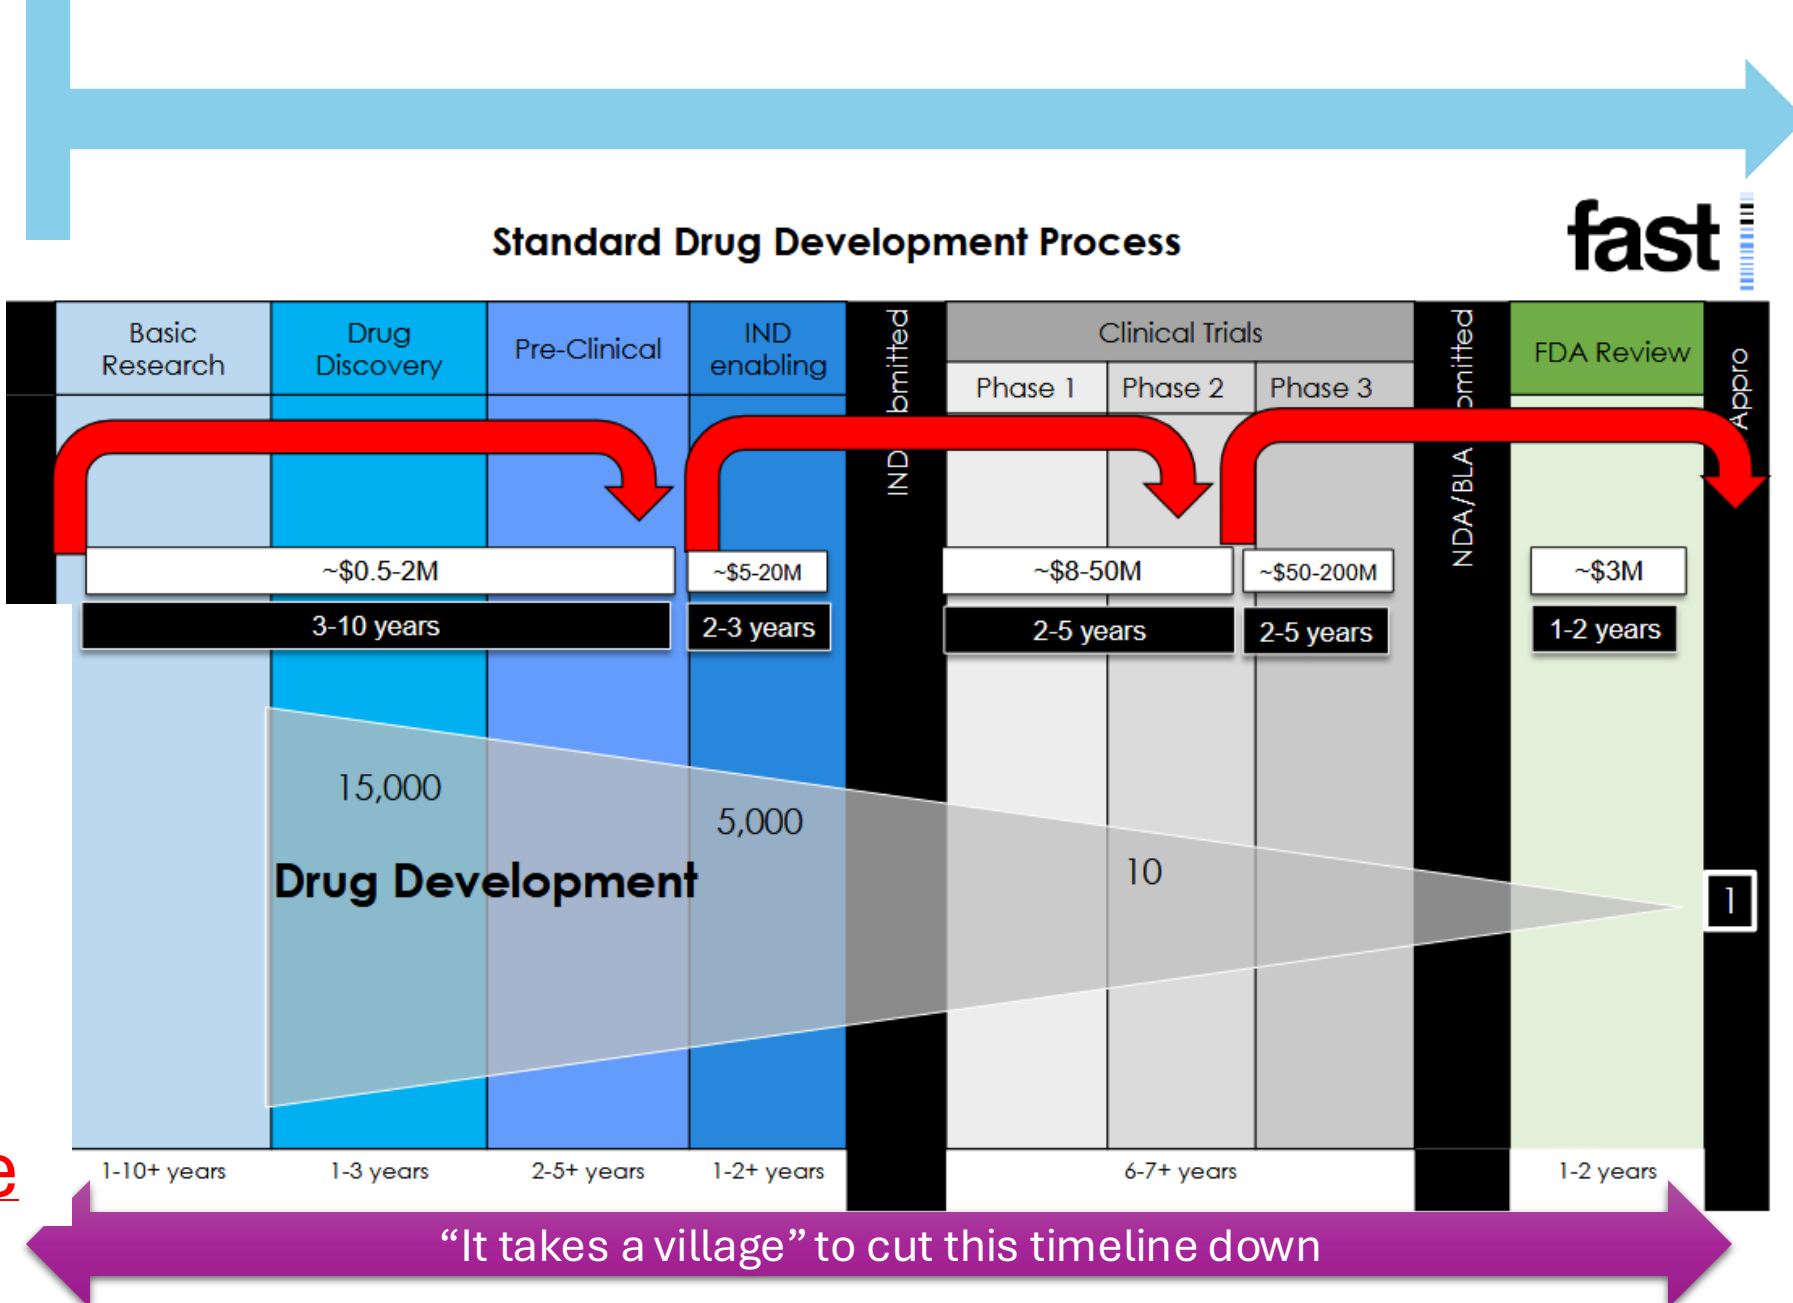 Standard Drug Development Process
fast
Basic
Research
Drug
Discovery
Pre-Clinical
IND
enabling
IND bmitted
Clinical Trials
Phase 1
Phase 2
Phase 3
NDA/BLA omitted
FDA Review
Appro
~$0.5-2M
~$5-20M
~$8-50M
~$50-200M
~$3M
3-10 years
2-3 years
2-5 years
2-5 years
1-2 years
15,000
5,000
10
1
Drug Development
e
1-10+ years
1-3 years
2-5+ years
1-2+ years
6-7+ years
1-2 years
“It takes a village” to cut this timeline down